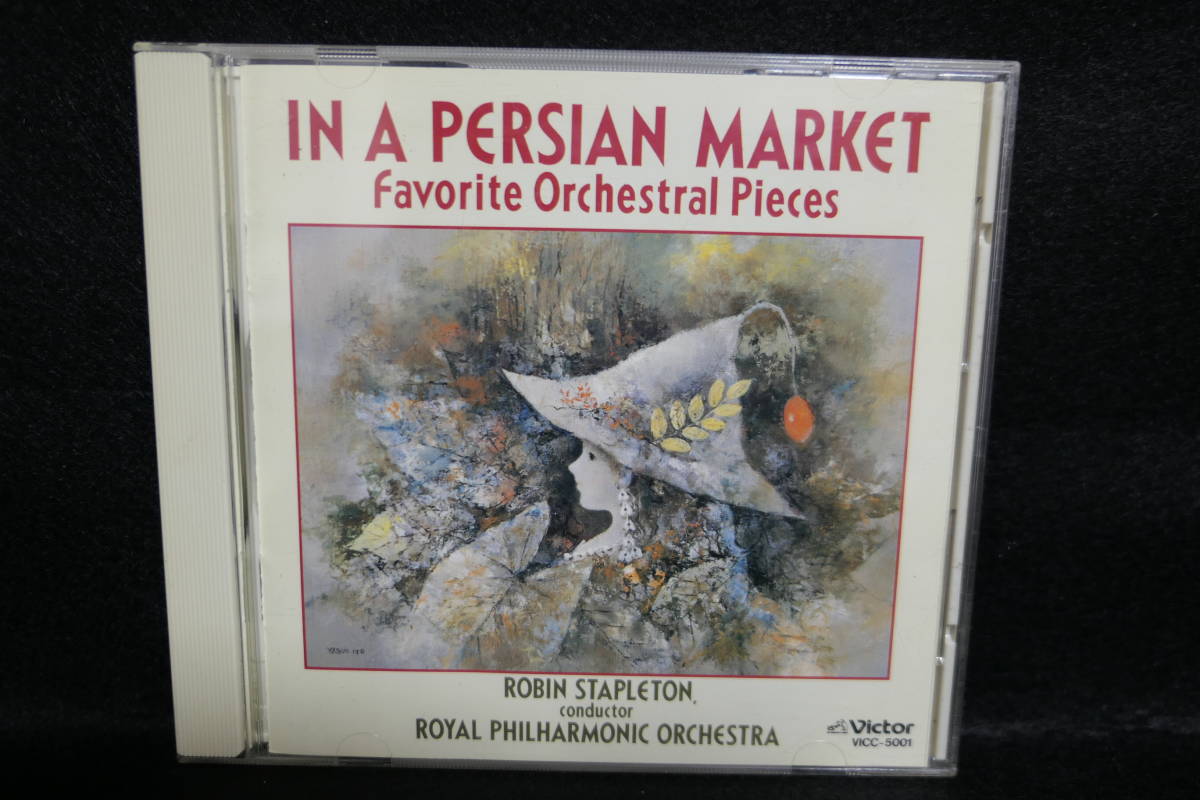 IN A PERSIAN MARKET
Favorite Orchestral Pieces
ROBIN STAPLETON,
conductor
ROYAL PHILHARMONIC ORCHESTRA
Victor
VICC-5001